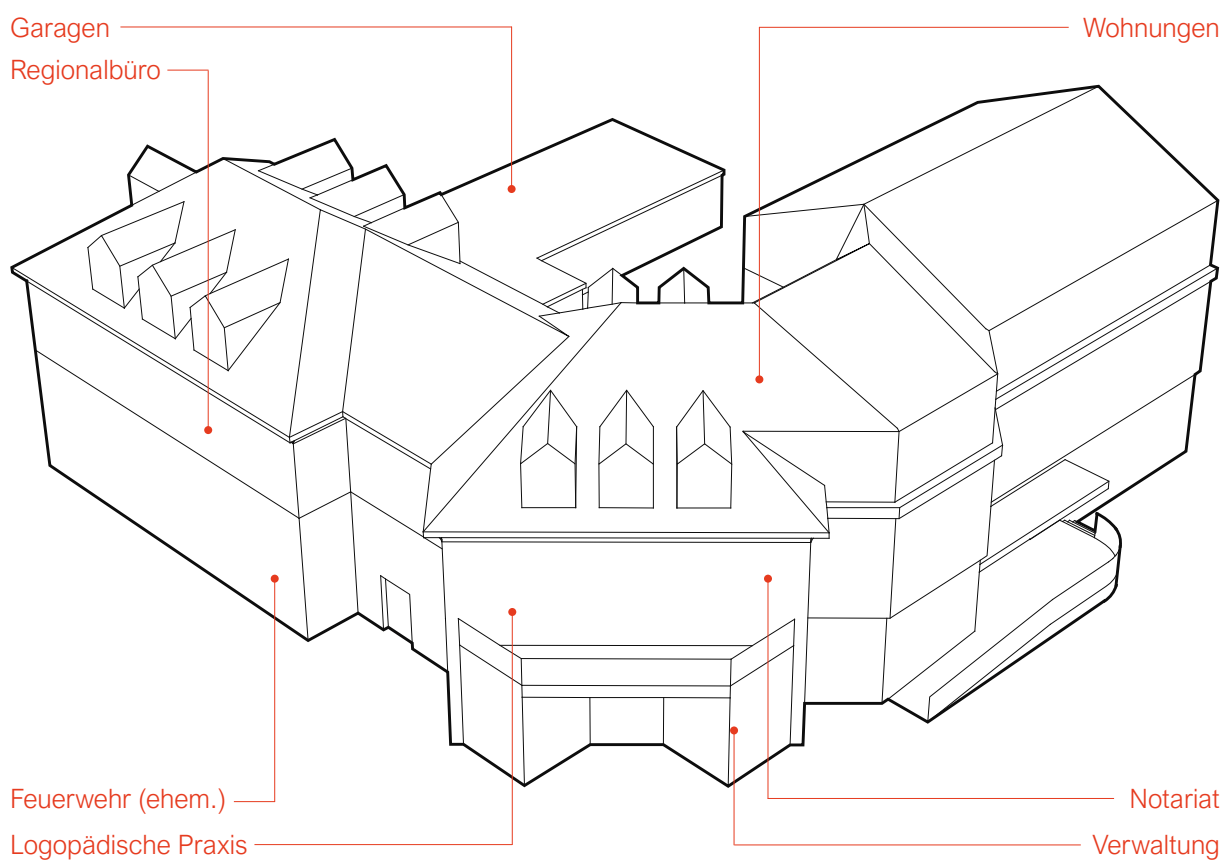 Garagen
Regionalbüro
Wohnungen
Feuerwehr (ehem.)
Logopädische Praxis
Notariat
Verwaltung